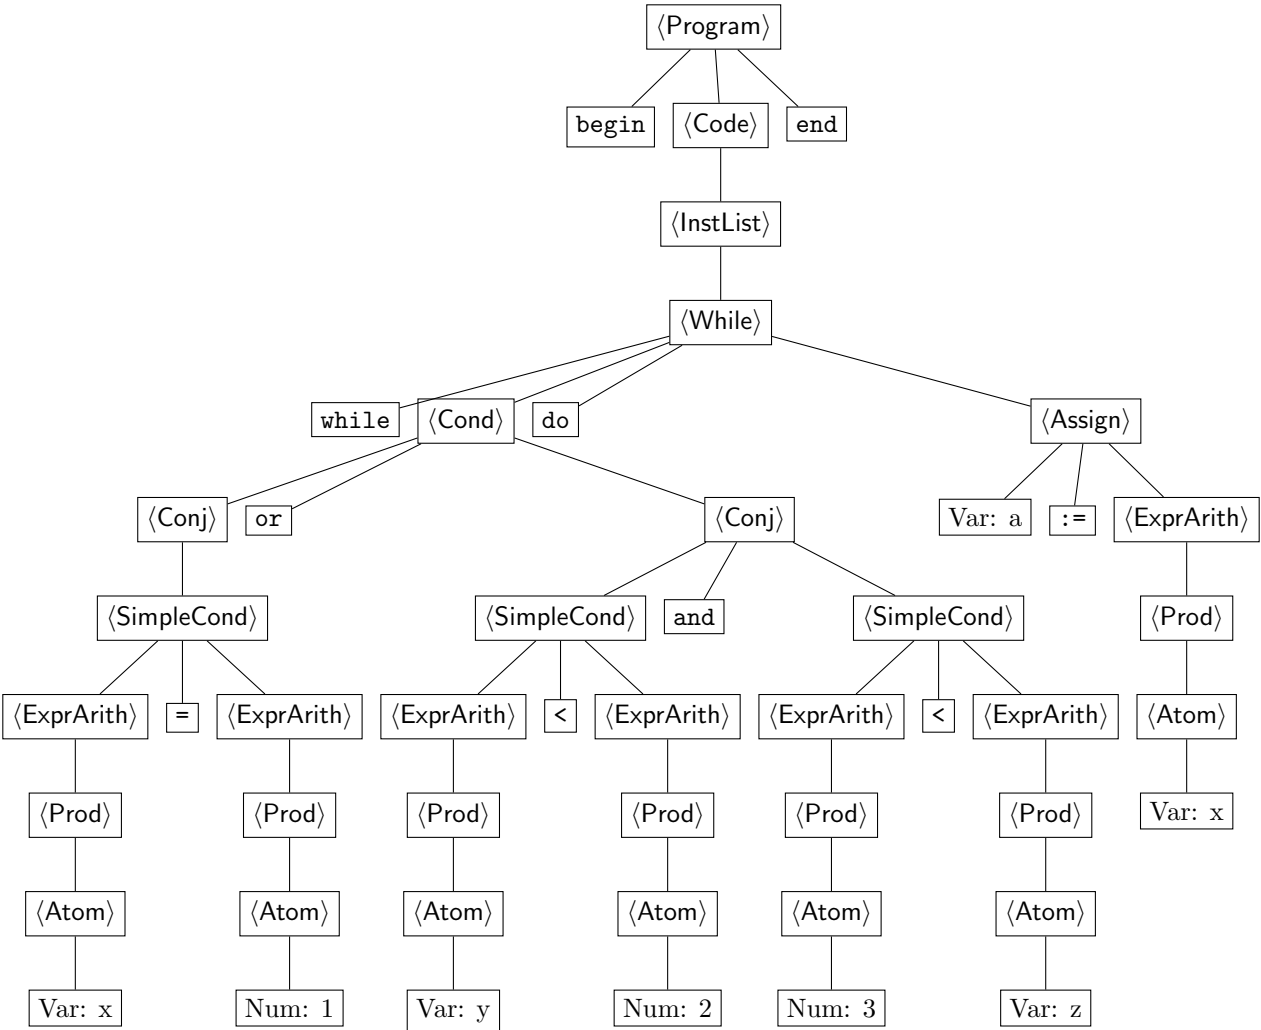 ⟨Program⟩
begin ⟨Code⟩ end
⟨InstList⟩
⟨While⟩
while ⟨Cond⟩ do ⟨Assign⟩
⟨Conj⟩ or ⟨Conj⟩ Var: a := ⟨ExprArith⟩
⟨SimpleCond⟩ ⟨SimpleCond⟩ and ⟨SimpleCond⟩ ⟨Prod⟩
⟨ExprArith⟩ = ⟨ExprArith⟩ ⟨ExprArith⟩ < ⟨ExprArith⟩ ⟨ExprArith⟩ < ⟨ExprArith⟩ ⟨Atom⟩
⟨Prod⟩ ⟨Prod⟩ ⟨Prod⟩ ⟨Prod⟩ ⟨Prod⟩ ⟨Prod⟩ Var: x
⟨Atom⟩ ⟨Atom⟩ ⟨Atom⟩ ⟨Atom⟩ ⟨Atom⟩ ⟨Atom⟩
Var: x Num: 1 Var: y Num: 2 Num: 3 Var: z